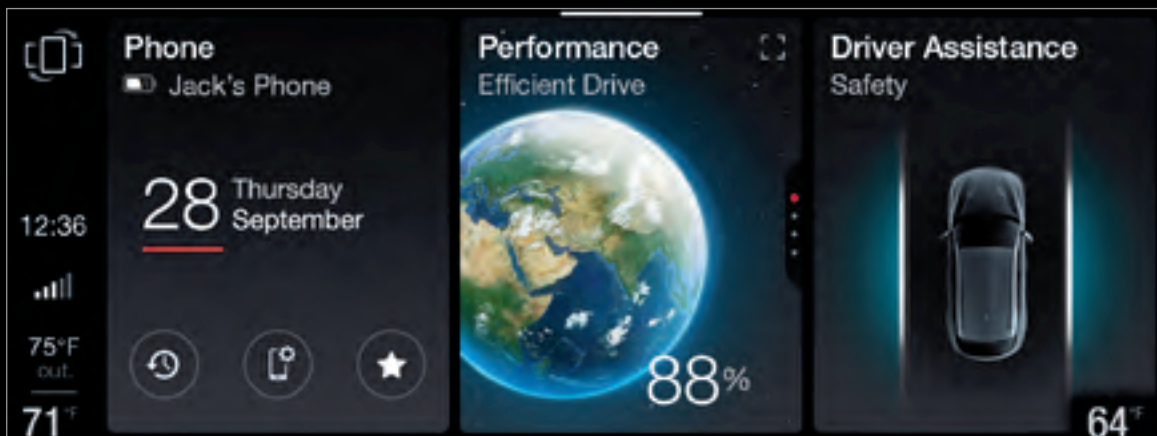 Phone
Jack's Phone
28
Thursday
September
12:36
75°F
out.
71°F
Performance
Efficient Drive
88%
Driver Assistance
Safety
64°F